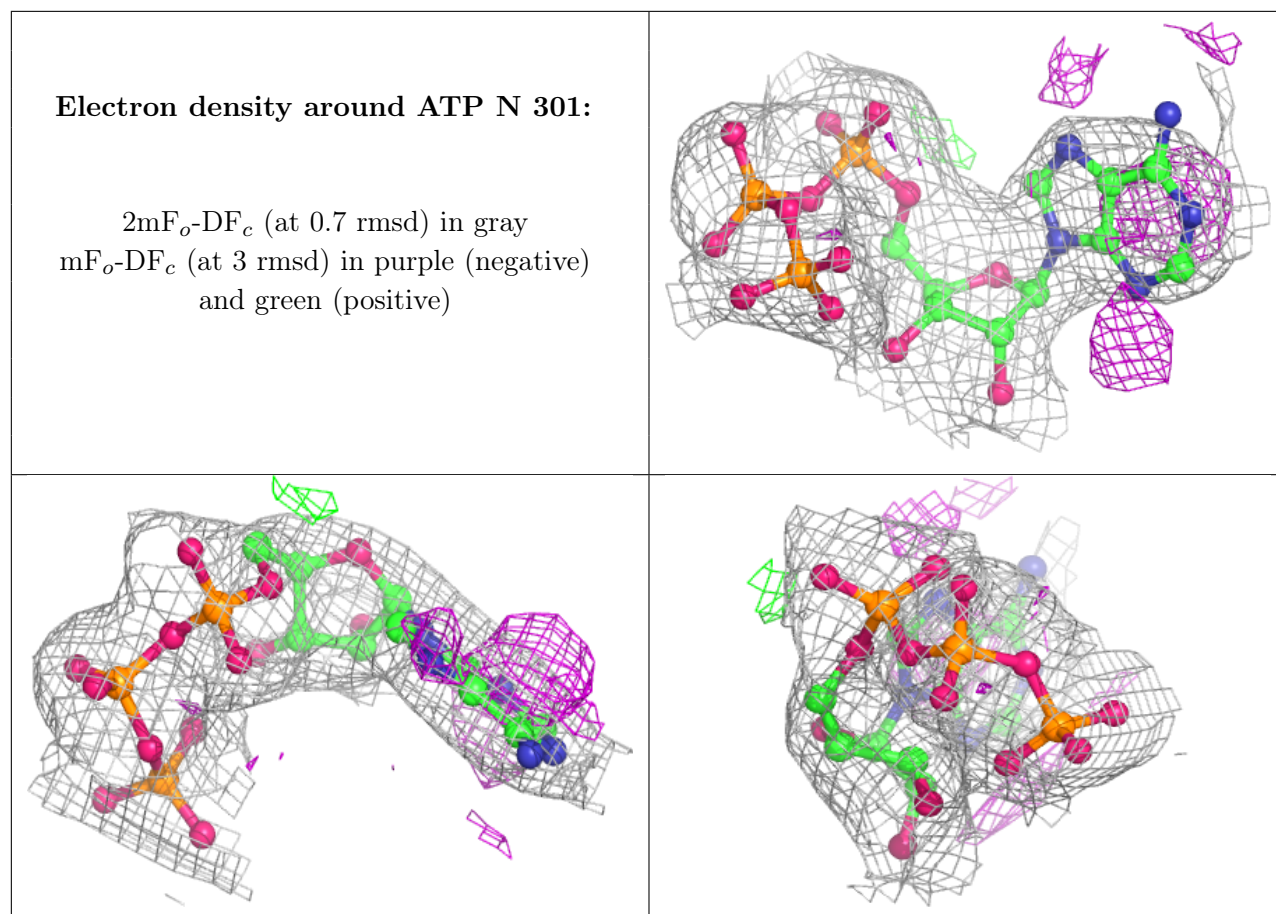 Electron density around ATP N 301:
2mFo-DFc (at 0.7 rmsd) in gray
mFo-DFc (at 3 rmsd) in purple (negative)
and green (positive)